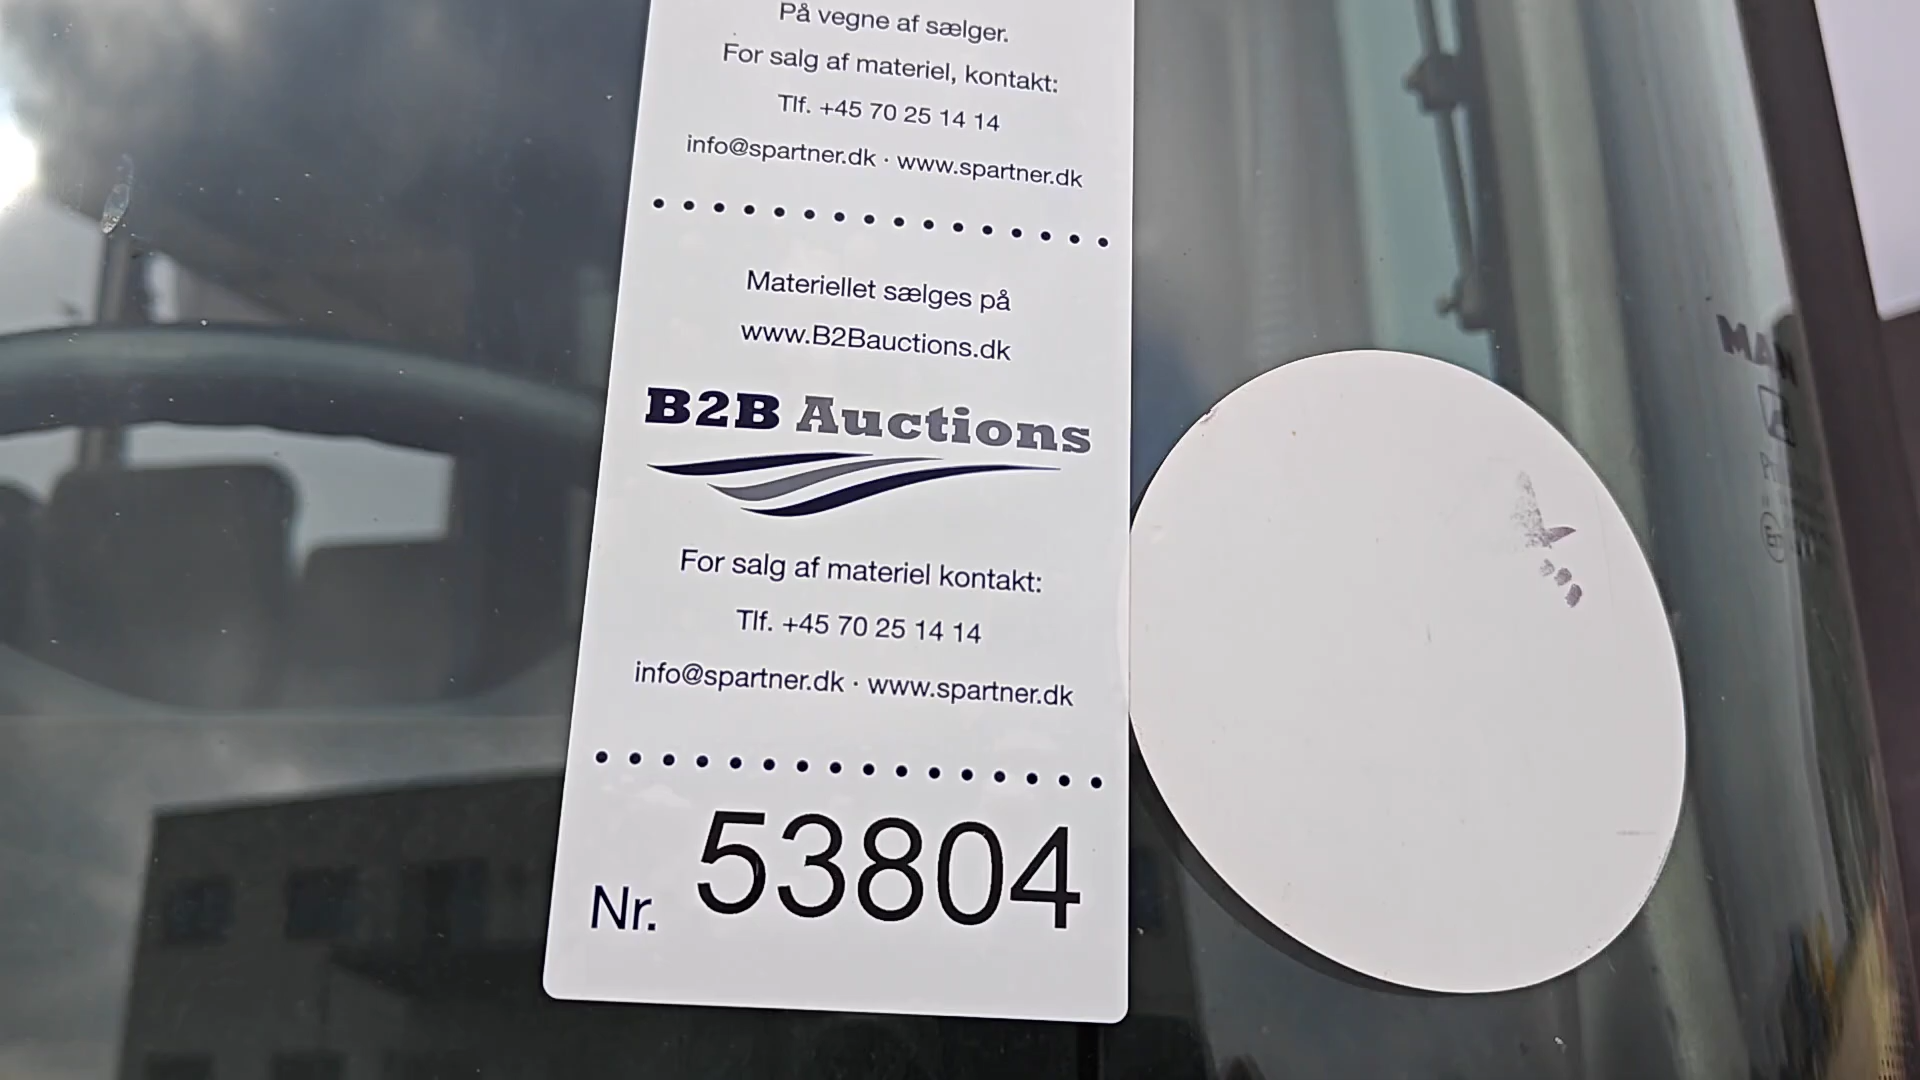 På vegne af sælger.
For salg af materiel, kontakt:
Tlf. +45 70 25 14 14
info@spartner.dk · www.spartner.dk
Materiellet sælges på
www.B2Bauctions.dk
B2B Auctions
For salg af materiel kontakt:
Tlf. +45 70 25 14 14
info@spartner.dk · www.spartner.dk
Nr. 53804
MAN